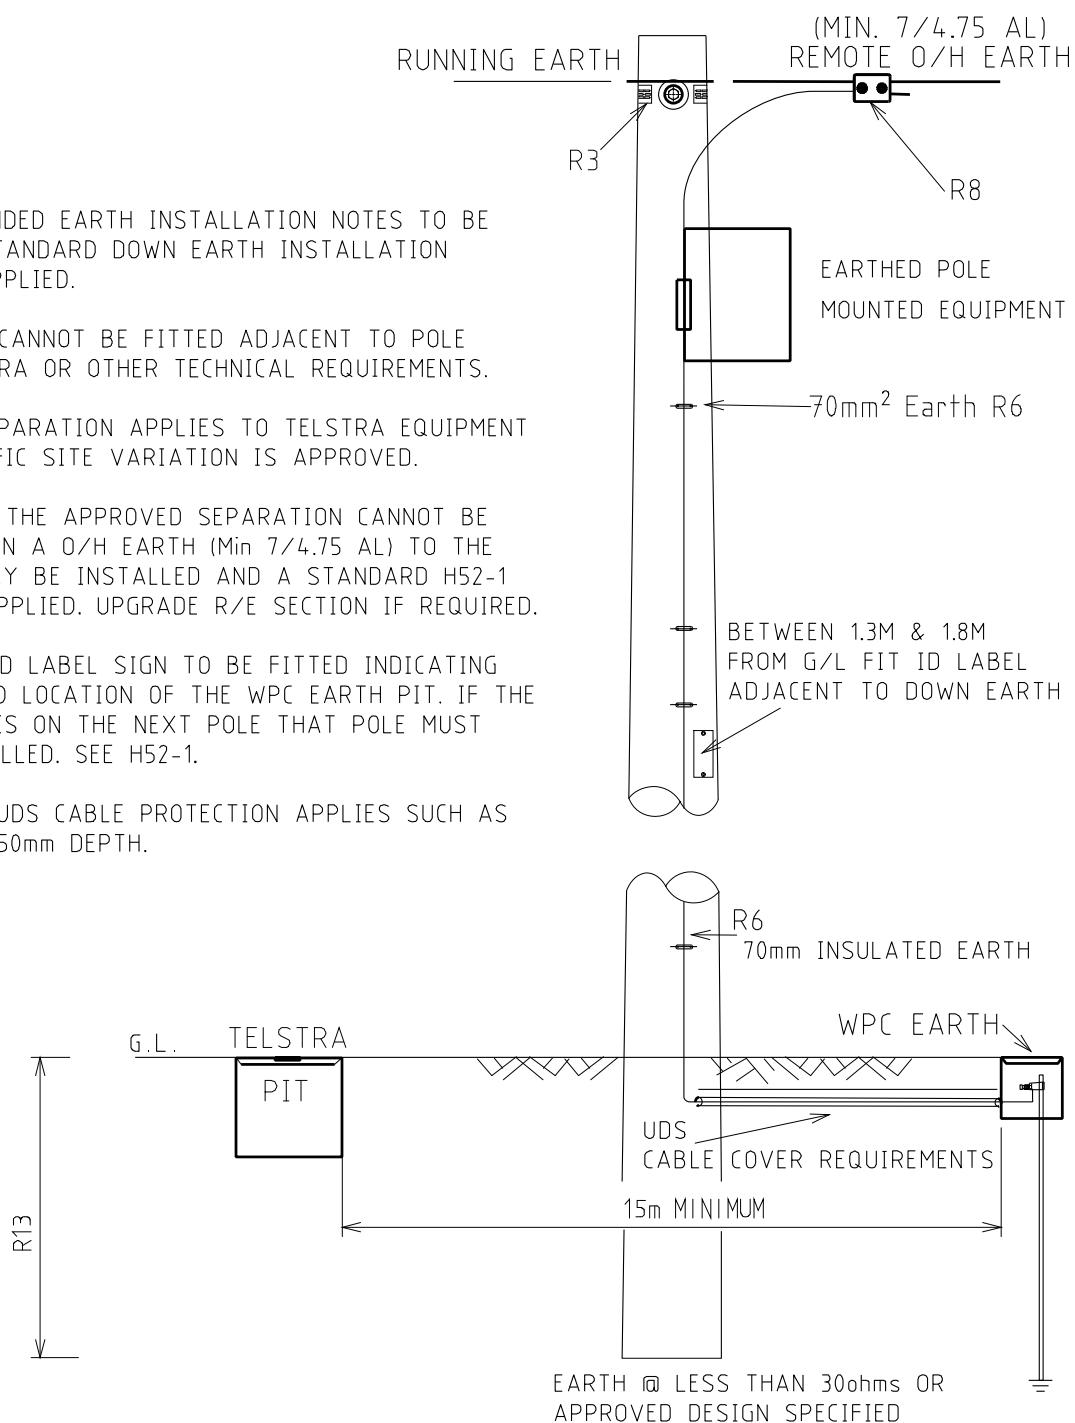 (MIN. 7/4.75 AL)
RUNNING EARTH
REMOTE O/H EARTH
R3
R8
NDED EARTH INSTALLATION NOTES TO BE
STANDARD DOWN EARTH INSTALLATION
PPLIED.
EARTHED POLE
MOUNTED EQUIPMENT
CANNOT BE FITTED ADJACENT TO POLE
RA OR OTHER TECHNICAL REQUIREMENTS.
70mm² Earth R6
PARATION APPLIES TO TELSTRA EQUIPMENT
FIC SITE VARIATION IS APPROVED.
THE APPROVED SEPARATION CANNOT BE
N A O/H EARTH (Min 7/4.75 AL) TO THE
Y BE INSTALLED AND A STANDARD H52-1
PPLIED. UPGRADE R/E SECTION IF REQUIRED.
BETWEEN 1.3M & 1.8M
FROM G/L FIT ID LABEL
ADJACENT TO DOWN EARTH
D LABEL SIGN TO BE FITTED INDICATING
D LOCATION OF THE WPC EARTH PIT. IF THE
IS ON THE NEXT POLE THAT POLE MUST
LLED. SEE H52-1.
UDS CABLE PROTECTION APPLIES SUCH AS
50mm DEPTH.
R6
70mm INSULATED EARTH
WPC EARTH
G.L.
TELSTRA
PIT
UDS
CABLE COVER REQUIREMENTS
15m MINIMUM
R13
EARTH @ LESS THAN 30ohms OR
APPROVED DESIGN SPECIFIED